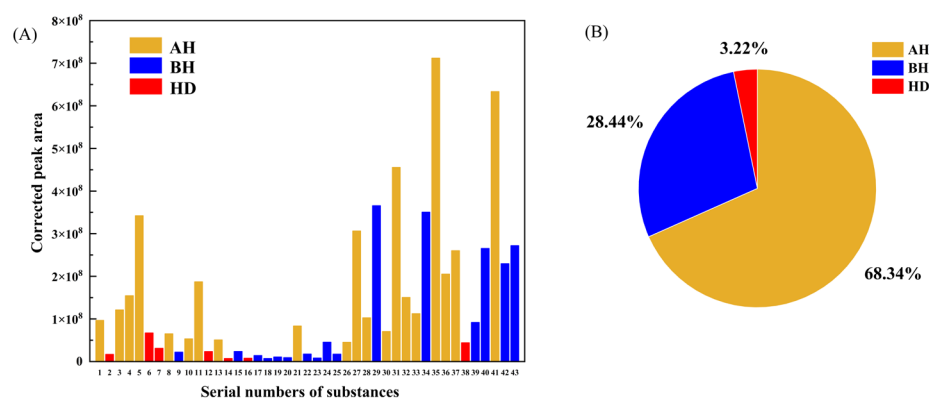 (A)
8×10⁸
7×10⁸
6×10⁸
5×10⁸
4×10⁸
3×10⁸
2×10⁸
1×10⁸
0
Corrected peak area
AH
BH
HD
1 2 3 4 5 6 7 8 9 10 11 12 13 14 15 16 17 18 19 20 21 22 23 24 25 26 27 28 29 30 31 32 33 34 35 36 37 38 39 40 41 42 43
Serial numbers of substances
(B)
AH
BH
HD
3.22%
28.44%
68.34%